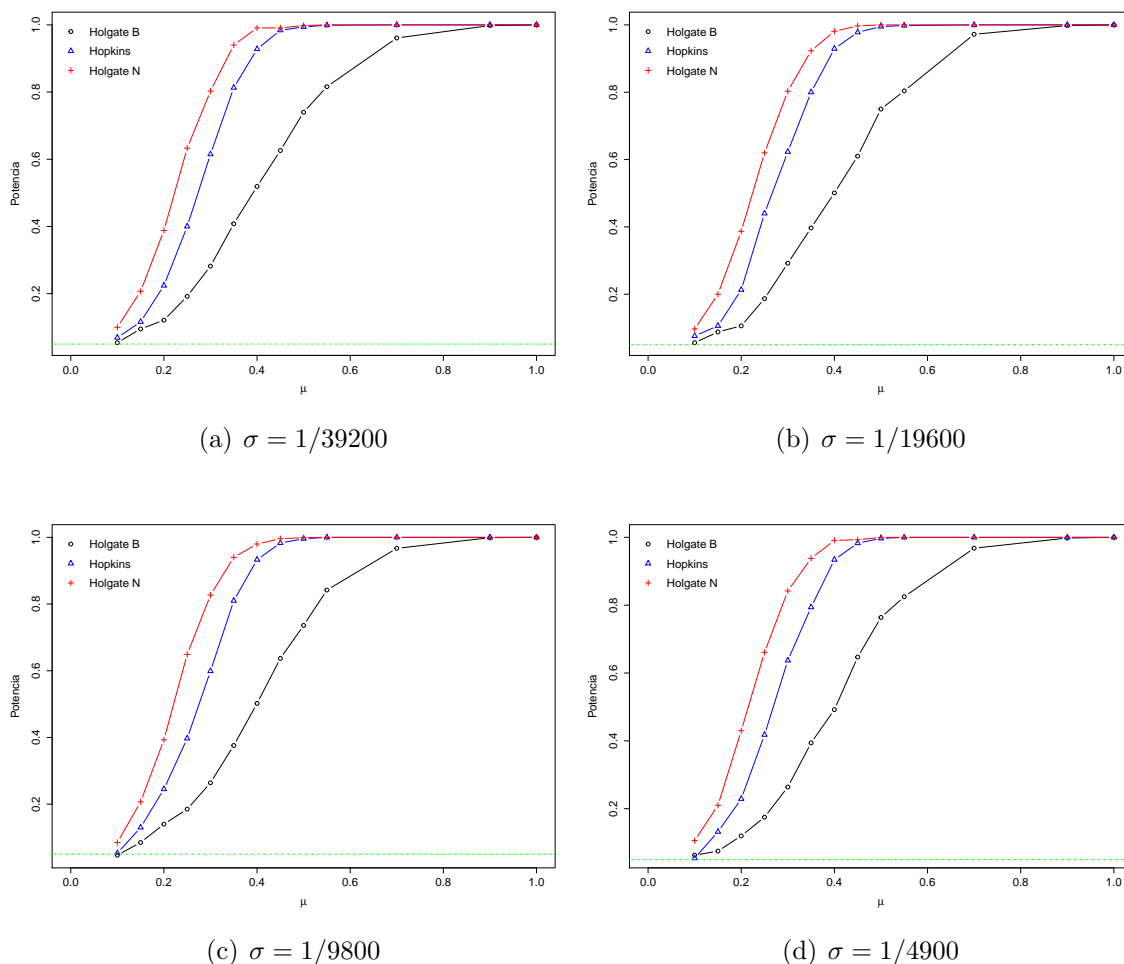 Holgate B
Hopkins
Holgate N
Potencia
1.0
0.8
0.6
0.4
0.2
0.0 0.2 0.4 0.6 0.8 1.0
μ
(a) σ = 1/39200
Holgate B
Hopkins
Holgate N
Potencia
1.0
0.8
0.6
0.4
0.2
0.0 0.2 0.4 0.6 0.8 1.0
μ
(b) σ = 1/19600
Holgate B
Hopkins
Holgate N
Potencia
1.0
0.8
0.6
0.4
0.2
0.0 0.2 0.4 0.6 0.8 1.0
μ
(c) σ = 1/9800
Holgate B
Hopkins
Holgate N
Potencia
1.0
0.8
0.6
0.4
0.2
0.0 0.2 0.4 0.6 0.8 1.0
μ
(d) σ = 1/4900